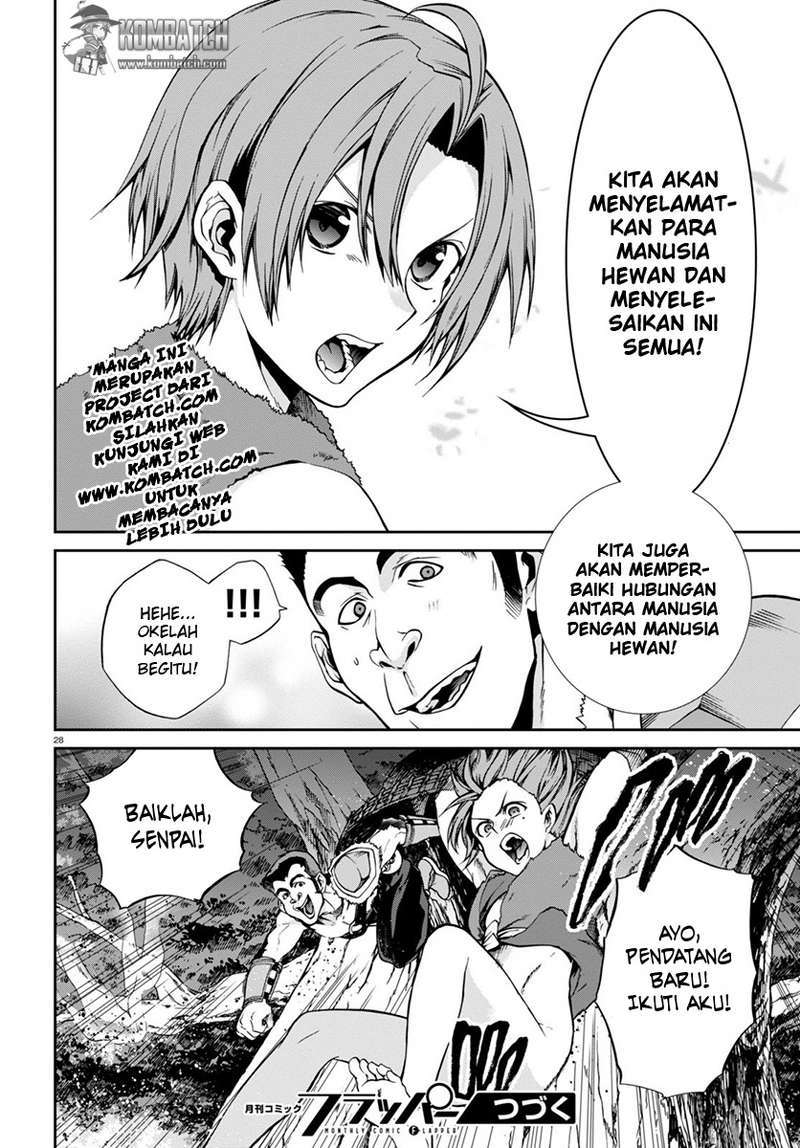 KOMBATCH
www.kombatch.com
KITA AKAN
MENYELAMAT-
KAN PARA
MANUSIA
HEWAN DAN
MENYELE-
SAIKAN INI
SEMUA!
MANGA INI
MERUPAKAN
PROJECT DARI
KOMBATCH.COM
SILAHKAN
KUNJUNGI WEB
KAMI DI
WWW.KOMBATCH.COM
UNTUK
MEMBACANYA
LEBIH DULU
KITA JUGA
AKAN MEMPER-
BAIKI HUBUNGAN
ANTARA MANUSIA
DENGAN MANUSIA
HEWAN!
!!!
HEHE...
OKELAH
KALAU
BEGITU!
28
BAIKLAH,
SENPAI!
AYO,
PENDATANG
BARU!
IKUTI AKU!
月刊コミック フラッパー つづく
MONTHLY COMIC FLAPPER